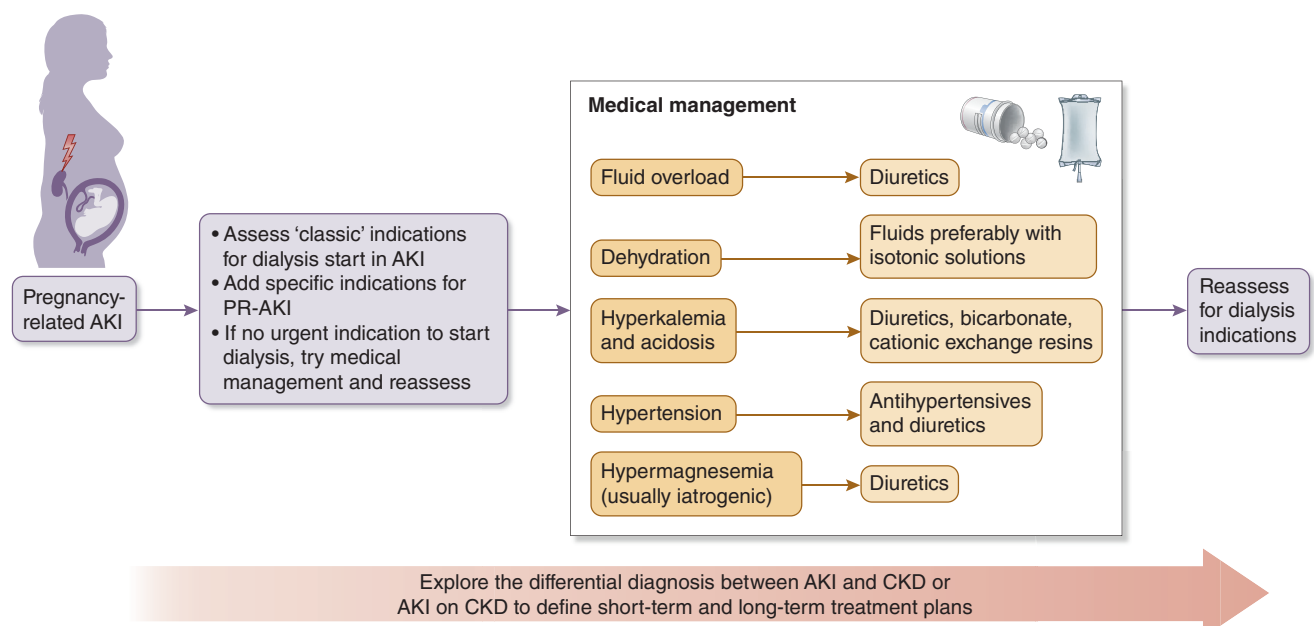 Pregnancy-
related AKI
• Assess ‘classic’ indications
for dialysis start in AKI
• Add specific indications for
PR-AKI
• If no urgent indication to start
dialysis, try medical
management and reassess
Medical management
Fluid overload
Diuretics
Dehydration
Fluids preferably with
isotonic solutions
Hyperkalemia
and acidosis
Diuretics, bicarbonate,
cationic exchange resins
Hypertension
Antihypertensives
and diuretics
Hypermagnesemia
(usually iatrogenic)
Diuretics
Reassess
for dialysis
indications
Explore the differential diagnosis between AKI and CKD or
AKI on CKD to define short-term and long-term treatment plans